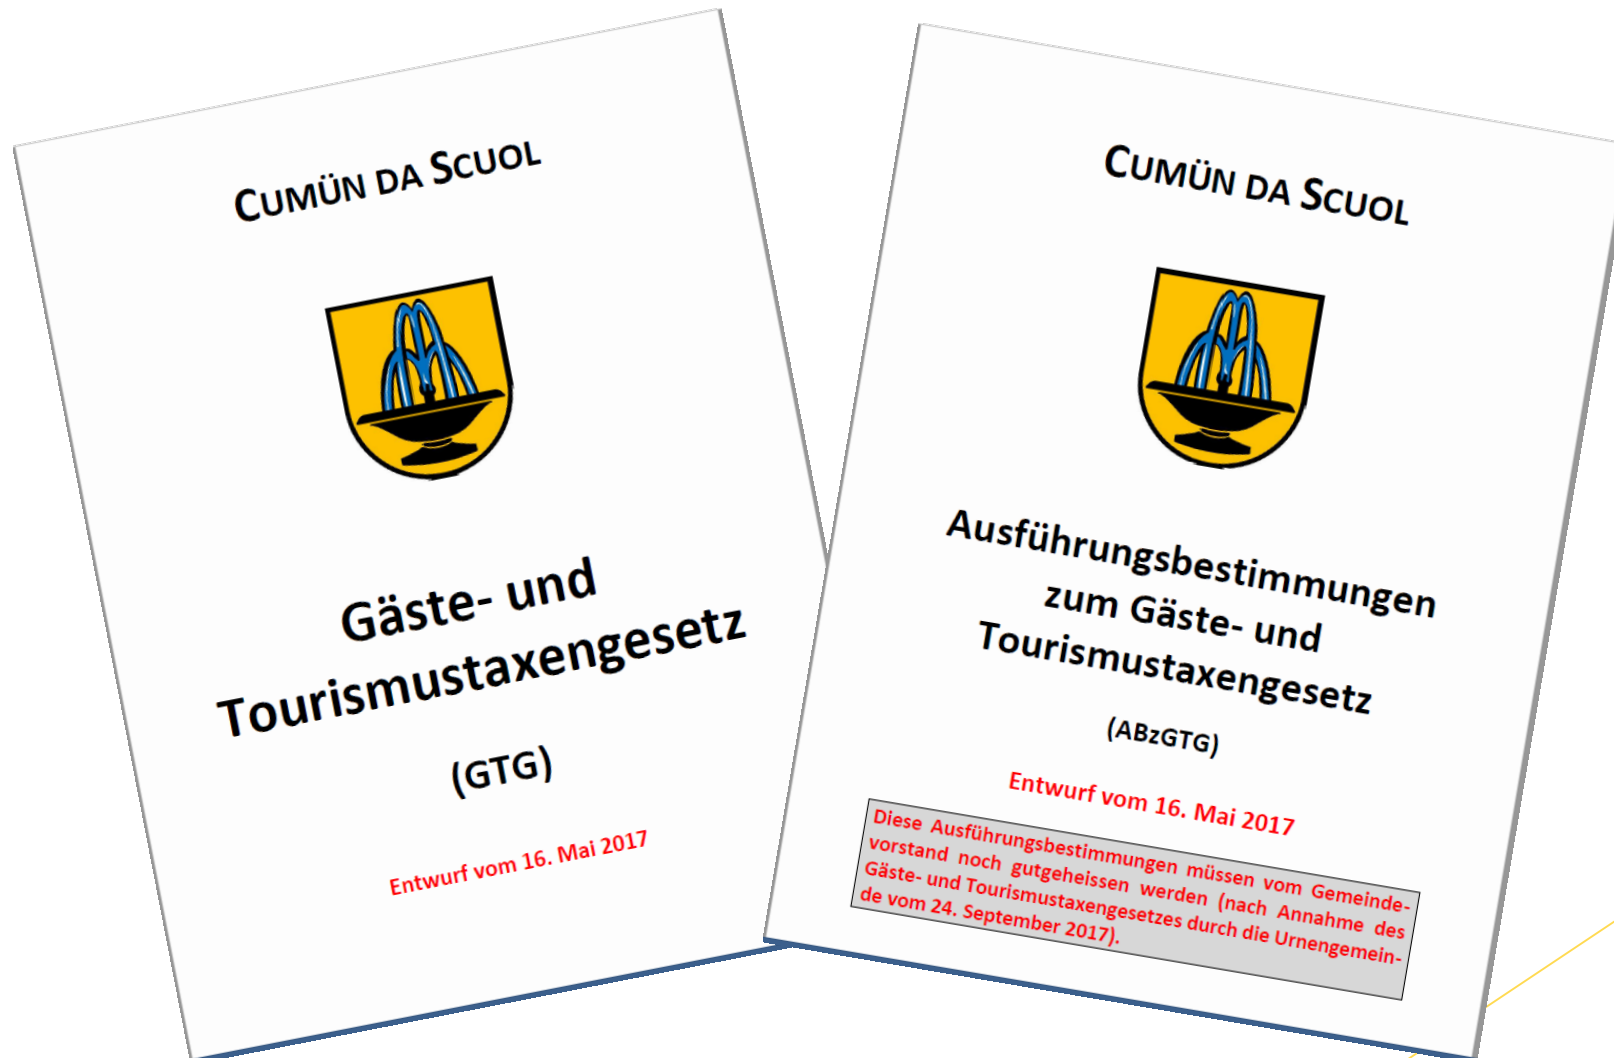 CUMÜN DA SCUOL
Gäste- und
Tourismustaxengesetz
(GTG)
Entwurf vom 16. Mai 2017
CUMÜN DA SCUOL
Ausführungsbestimmungen
zum Gäste- und
Tourismustaxengesetz
(ABzGTG)
Entwurf vom 16. Mai 2017
Diese Ausführungsbestimmungen müssen vom Gemeinde-
vorstand noch gutgeheissen werden (nach Annahme des
Gäste- und Tourismustaxengesetzes durch die Urnengemein-
de vom 24. September 2017).